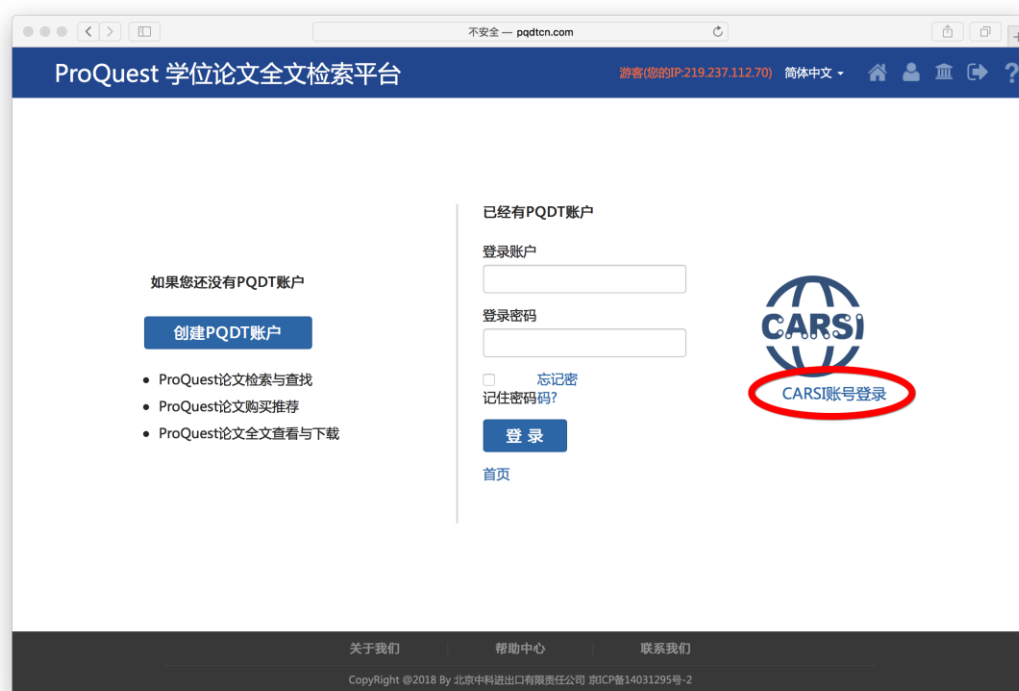 不安全 — pqdtcn.com
ProQuest 学位论文全文检索平台
游客(您的IP:219.237.112.70) 简体中文
如果您还没有PQDT账户
创建PQDT账户
ProQuest论文检索与查找
ProQuest论文购买推荐
ProQuest论文全文查看与下载
已经有PQDT账户
登录账户
登录密码
忘记密
记住密码码?
登 录
首页
CARSI
CARSI账号登录
关于我们 帮助中心 联系我们
CopyRight @2018 By 北京中科进出口有限责任公司 京ICP备14031295号-2